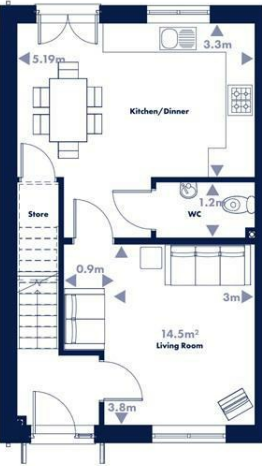 5.19m
3.3m
Kitchen/Dinner
Store
1.2m
WC
0.9m
3m
14.5m²
Living Room
3.8m